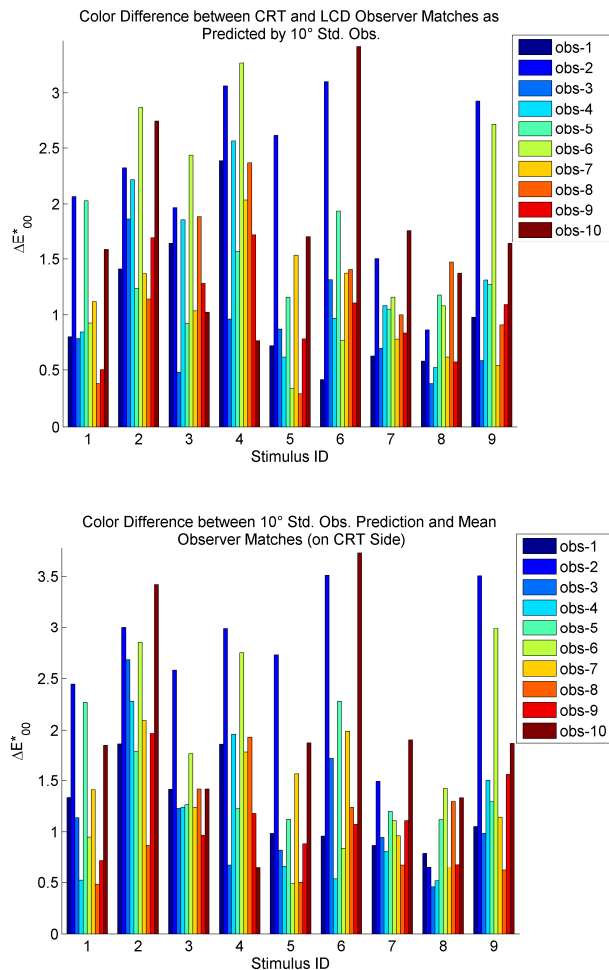 Color Difference between CRT and LCD Observer Matches as
Predicted by 10° Std. Obs.
obs-1
obs-2
obs-3
obs-4
obs-5
obs-6
obs-7
obs-8
obs-9
obs-10
3
2.5
2
1.5
1
0.5
0
ΔE*00
1 2 3 4 5 6 7 8 9
Stimulus ID
Color Difference between 10° Std. Obs. Prediction and Mean
Observer Matches (on CRT Side)
obs-1
obs-2
obs-3
obs-4
obs-5
obs-6
obs-7
obs-8
obs-9
obs-10
3.5
3
2.5
2
1.5
1
0.5
0
ΔE*00
1 2 3 4 5 6 7 8 9
Stimulus ID